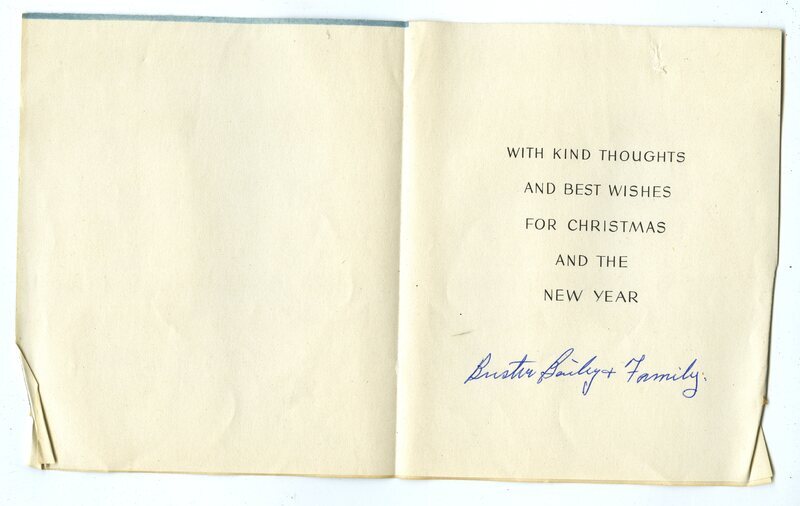 WITH KIND THOUGHTS
AND BEST WISHES
FOR CHRISTMAS
AND THE
NEW YEAR
Buster Bailey + Family.